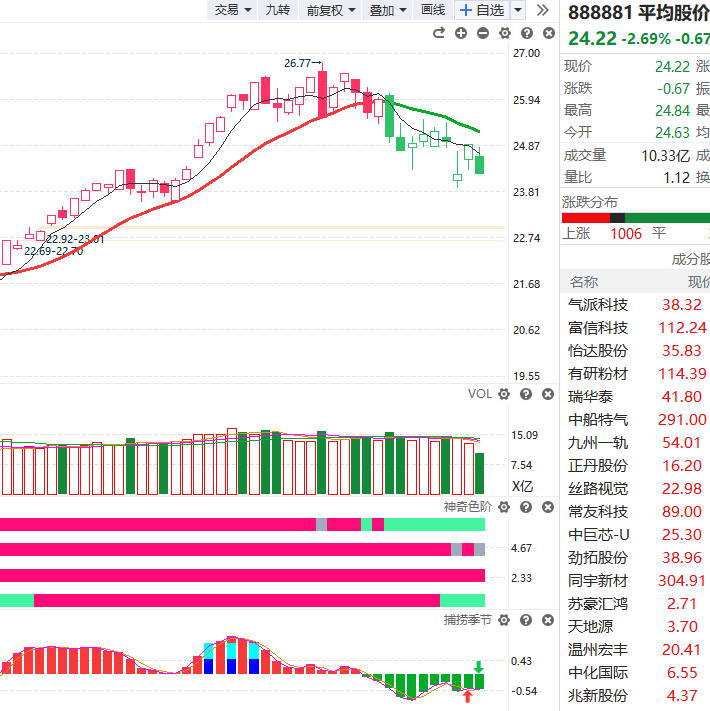 交易 九转 前复权 叠加 画线 +自选
888881 平均股价
24.22 -2.69% -0.67
26.77
27.00
25.94
24.87
23.81
22.74
21.68
20.62
19.55
22.92-23.01
22.69-22.70
现价 24.22 涨
涨跌 -0.67 振
最高 24.84 最
今开 24.63 均
成交量 10.33亿 成
量比 1.12 换
涨跌分布
上涨 1006 平
成分股
名称 现价
气派科技 38.32
富信科技 112.24
怡达股份 35.83
有研粉材 114.39
瑞华泰 41.80
中船特气 291.00
九州一轨 54.01
正丹股份 16.20
丝路视觉 22.98
常友科技 89.00
中巨芯-U 25.30
劲拓股份 38.96
同宇新材 304.91
苏豪汇鸿 2.71
天地源 3.70
温州宏丰 20.41
中化国际 6.55
兆新股份 4.37
VOL
15.09
7.54
X亿
神奇色阶
4.67
2.33
捕捞季节
0.43
-0.54